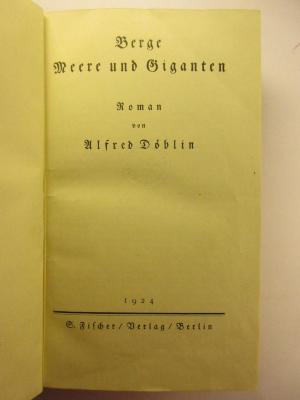 Berge
Meere und Giganten
Roman
von
Alfred Döblin
1924
S. Fischer / Verlag / Berlin